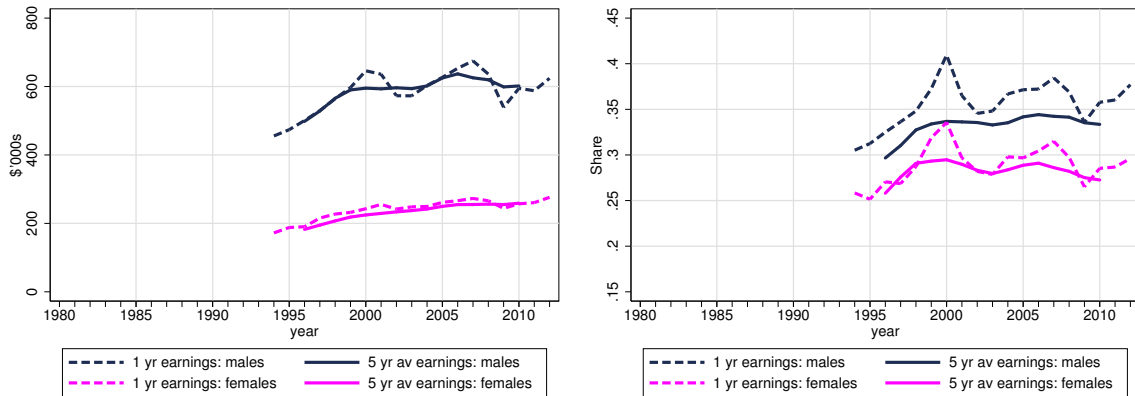 800
600
400
200
0
$'000s
1980 1985 1990 1995 2000 2005 2010
year
1 yr earnings: males 5 yr av earnings: males
1 yr earnings: females 5 yr av earnings: females
.45
.4
.35
.3
.25
.2
.15
Share
1980 1985 1990 1995 2000 2005 2010
year
1 yr earnings: males 5 yr av earnings: males
1 yr earnings: females 5 yr av earnings: females